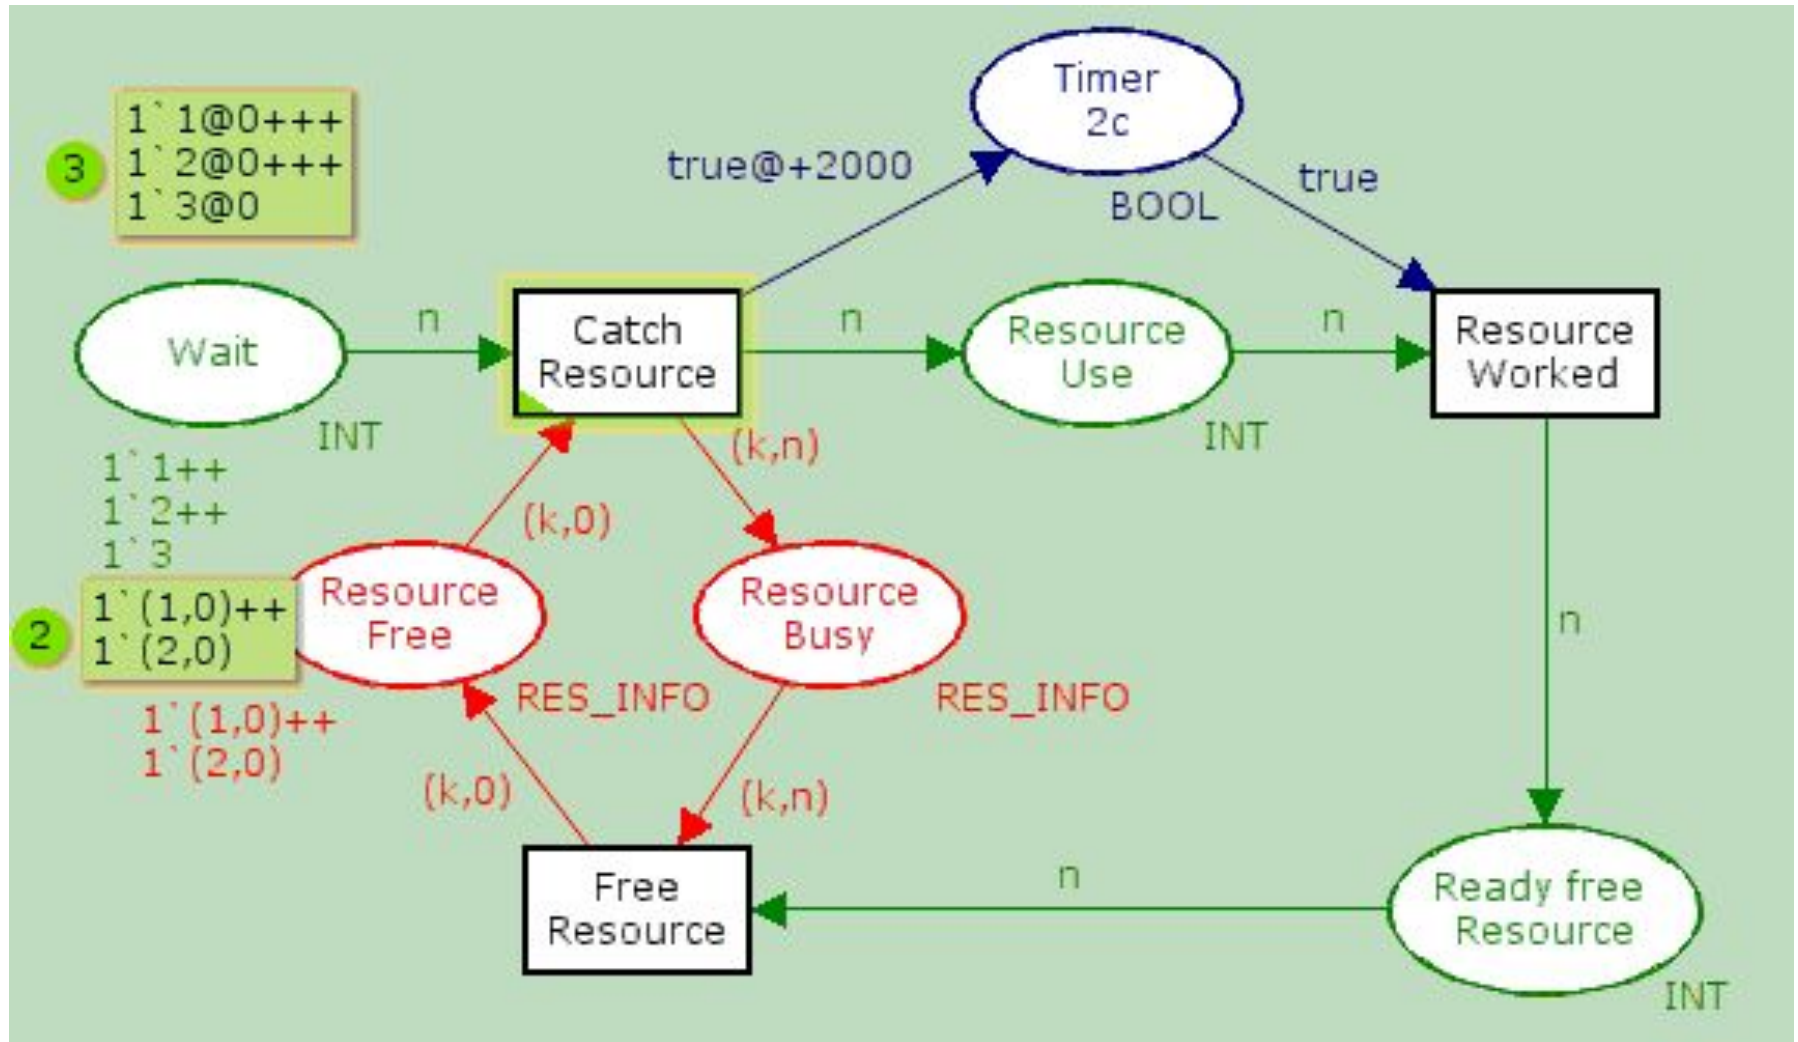 Timer
2c
BOOL
true@+2000
true
3
1`1@0+++
1`2@0+++
1`3@0
Wait
INT
1`1++
1`2++
1`3
n
Catch
Resource
n
Resource
Use
INT
n
Resource
Worked
(k,0)
(k,n)
2
1`(1,0)++
1`(2,0)
Resource
Free
RES_INFO
1`(1,0)++
1`(2,0)
Resource
Busy
RES_INFO
n
(k,0)
(k,n)
Free
Resource
n
Ready free
Resource
INT